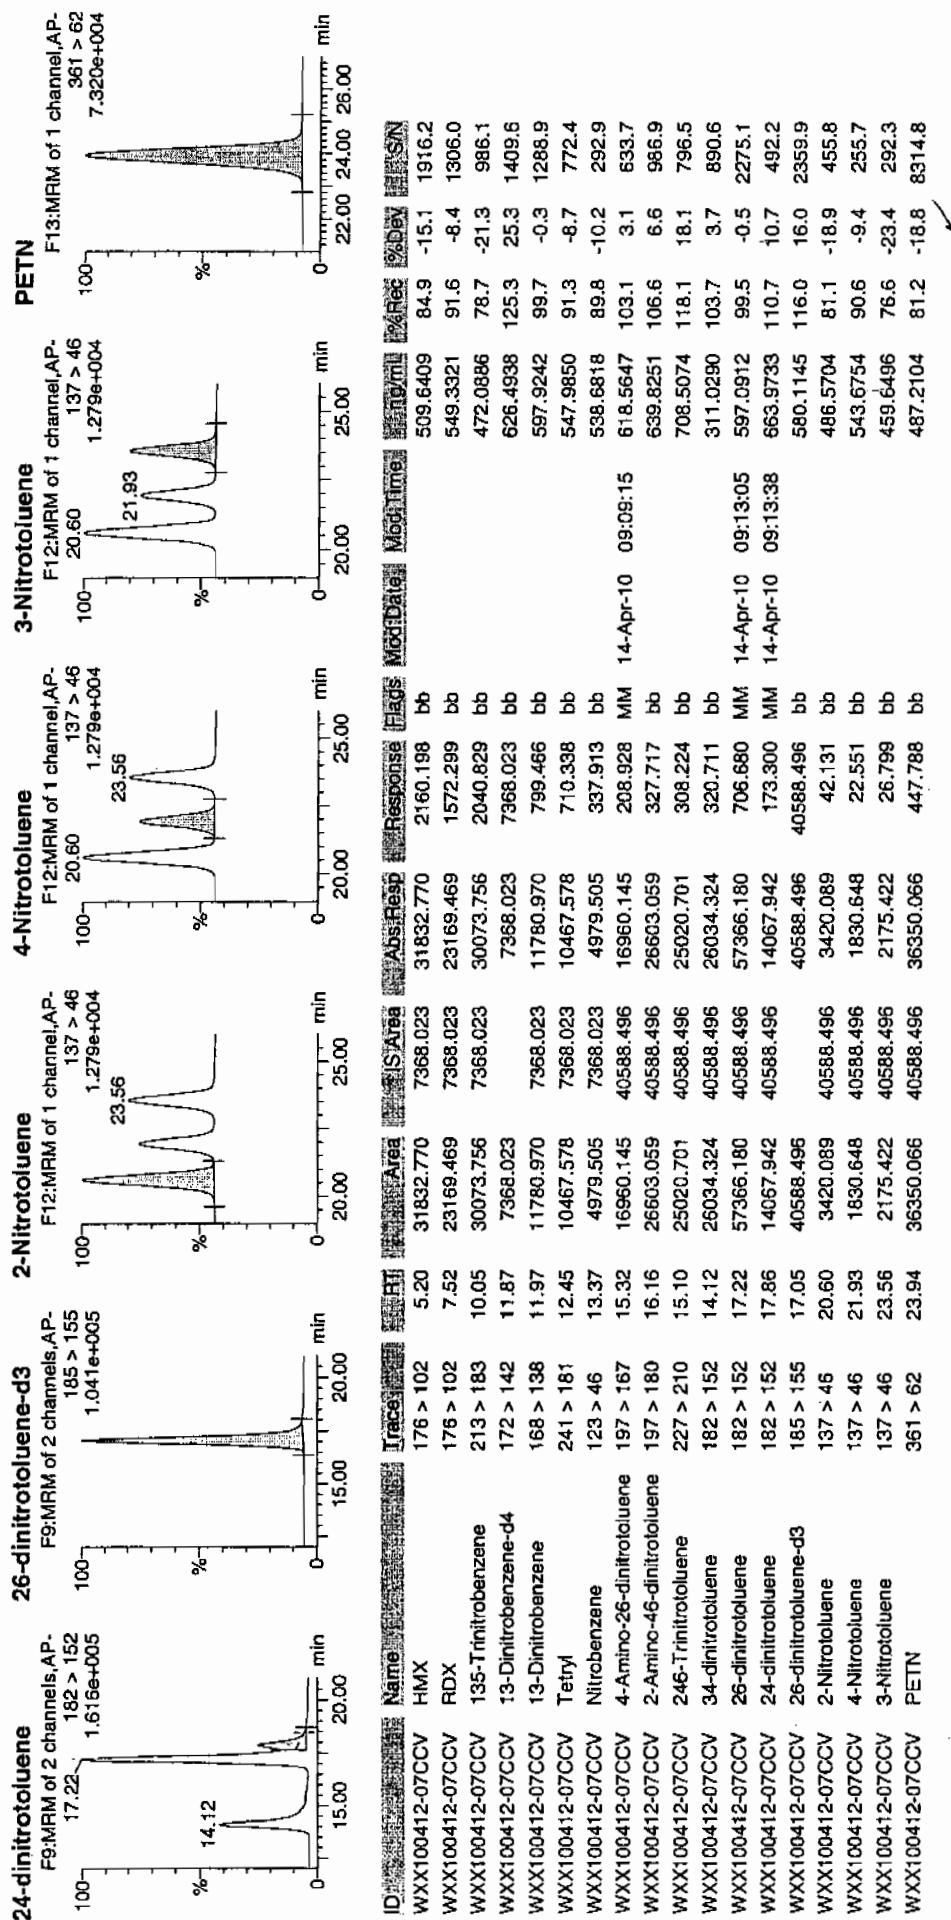 24-dinitrotoluene
F9:MRM of 2 channels,AP-
182 > 152
1.616e+005
100
17.22
14.12
%
0
15.00 20.00
min
26-dinitrotoluene-d3
F9:MRM of 2 channels,AP-
185 > 155
1.041e+005
100
%
0
15.00 20.00
min
2-Nitrotoluene
F12:MRM of 1 channel,AP-
137 > 46
1.279e+004
100
23.56
%
0
20.00 25.00
min
4-Nitrotoluene
F12:MRM of 1 channel,AP-
137 > 46
1.279e+004
100
20.60
23.56
%
0
20.00 25.00
min
3-Nitrotoluene
F12:MRM of 1 channel,AP-
137 > 46
1.279e+004
100
20.60
21.93
%
0
20.00 25.00
min
PETN
F13:MRM of 1 channel,AP-
361 > 62
7.320e+004
100
%
0
22.00 24.00 26.00
min
ID Name Trace RT Area IS Area Abs.Resp Response Flags Mod.Date Mod.Time ng/mL %Rec %Dev S/N
WXX100412-07CCV HMX 176 > 102 5.20 31832.770 7368.023 31832.770 2160.198 bb 509.6409 84.9 -15.1 1916.2
WXX100412-07CCV RDX 176 > 102 7.52 23169.469 7368.023 23169.469 1572.299 bb 549.3321 91.6 -8.4 1306.0
WXX100412-07CCV 135-Trinitrobenzene 213 > 183 10.05 30073.756 7368.023 30073.756 2040.829 bb 472.0886 78.7 -21.3 986.1
WXX100412-07CCV 13-Dinitrobenzene-d4 172 > 142 11.87 7368.023 7368.023 7368.023 bb 626.4938 125.3 25.3 1409.6
WXX100412-07CCV 13-Dinitrobenzene 168 > 138 11.97 11780.970 7368.023 11780.970 799.466 bb 597.9242 99.7 -0.3 1288.9
WXX100412-07CCV Tetryl 241 > 181 12.45 10467.578 7368.023 10467.578 710.338 bb 547.9850 91.3 -8.7 772.4
WXX100412-07CCV Nitrobenzene 123 > 46 13.37 4979.505 7368.023 4979.505 337.913 bb 538.6818 89.8 -10.2 292.9
WXX100412-07CCV 4-Amino-26-dinitrotoluene 197 > 167 15.32 16960.145 40588.496 16960.145 208.928 MM 14-Apr-10 09:09:15 618.5647 103.1 3.1 633.7
WXX100412-07CCV 2-Amino-46-dinitrotoluene 197 > 180 16.16 26603.059 40588.496 26603.059 327.717 bb 639.8251 106.6 6.6 986.9
WXX100412-07CCV 246-Trinitrotoluene 227 > 210 15.10 25020.701 40588.496 25020.701 308.224 bb 708.5074 118.1 18.1 796.5
WXX100412-07CCV 34-dinitrotoluene 182 > 152 14.12 26034.324 40588.496 26034.324 320.711 bb 311.0290 103.7 3.7 890.6
WXX100412-07CCV 26-dinitrotoluene 182 > 152 17.22 57366.180 40588.496 57366.180 706.680 MM 14-Apr-10 09:13:05 597.0912 99.5 -0.5 2275.1
WXX100412-07CCV 24-dinitrotoluene 182 > 152 17.86 14067.942 40588.496 14067.942 173.300 MM 14-Apr-10 09:13:38 663.9733 110.7 10.7 492.2
WXX100412-07CCV 26-dinitrotoluene-d3 185 > 155 17.05 40588.496 40588.496 40588.496 bb 580.1145 116.0 16.0 2359.9
WXX100412-07CCV 2-Nitrotoluene 137 > 46 20.60 3420.089 40588.496 3420.089 42.131 bb 486.5704 81.1 -18.9 455.8
WXX100412-07CCV 4-Nitrotoluene 137 > 46 21.93 1830.648 40588.496 1830.648 22.551 bb 543.6754 90.6 -9.4 255.7
WXX100412-07CCV 3-Nitrotoluene 137 > 46 23.56 2175.422 40588.496 2175.422 26.799 bb 459.6496 76.6 -23.4 292.3
WXX100412-07CCV PETN 361 > 62 23.94 36350.066 40588.496 36350.066 447.788 bb 487.2104 81.2 -18.8 8314.8